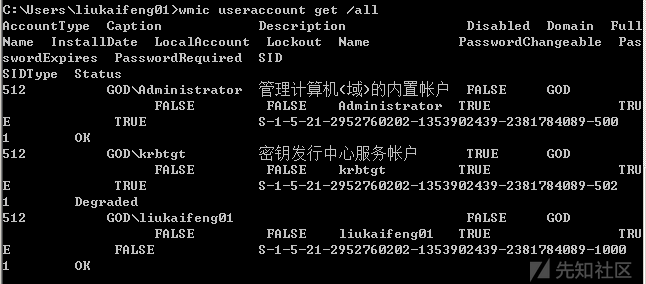 C:\Users\liukaifeng01>wmic useraccount get /all
AccountType  Caption             Description             Disabled  Domain  Full
Name  InstallDate  LocalAccount  Lockout  Name           PasswordChangeable  Pas
swordExpires  PasswordRequired  SID
SIDType  Status
512          GOD\Administrator  管理计算机<域>的内置帐户  FALSE     GOD
                   FALSE         FALSE    Administrator  TRUE                TRU
E            TRUE              S-1-5-21-2952760202-1353902439-2381784089-500
1        OK
512          GOD\krbtgt         密钥发行中心服务帐户      TRUE      GOD
                   FALSE         FALSE    krbtgt         TRUE                TRU
E            TRUE              S-1-5-21-2952760202-1353902439-2381784089-502
1        Degraded
512          GOD\liukaifeng01                           FALSE     GOD
                   FALSE         FALSE    liukaifeng01   TRUE                TRU
E            FALSE             S-1-5-21-2952760202-1353902439-2381784089-1000
1        OK
先知社区